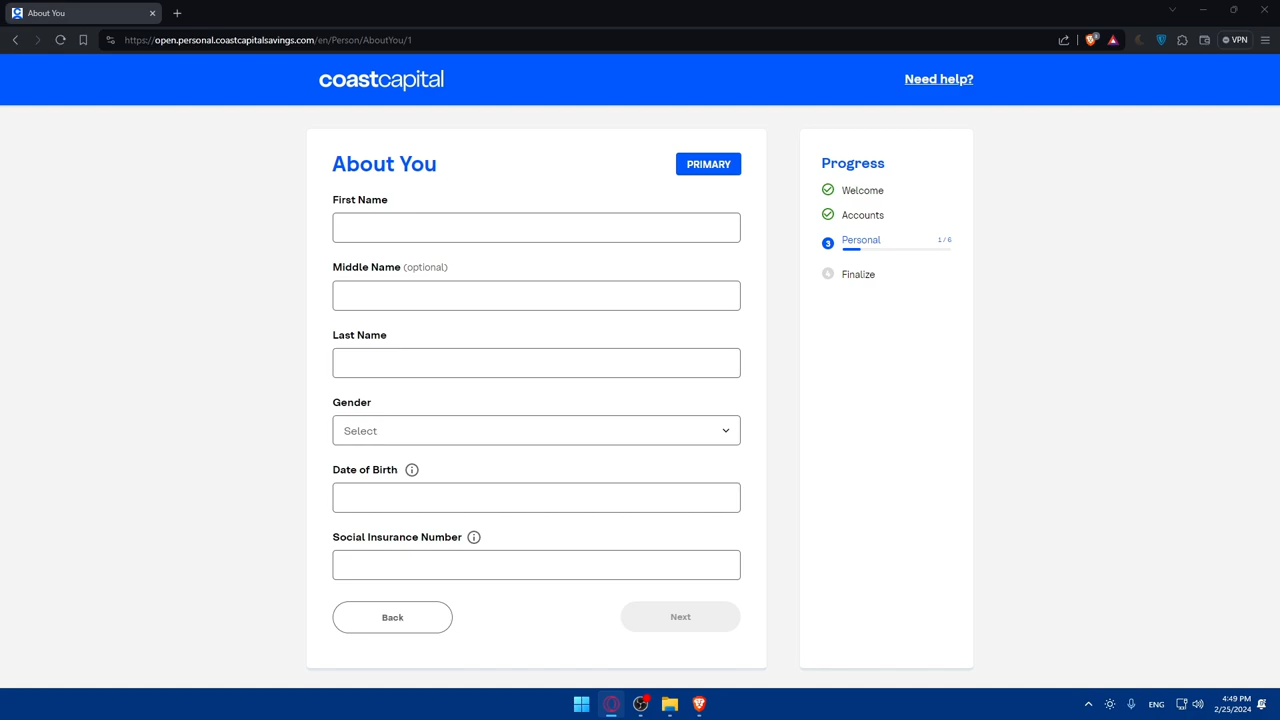 About You
https://open.personal.coastcapitalsavings.com/en/Person/AboutYou/1
VPN
coastcapital
Need help?
About You
PRIMARY
First Name
Middle Name (optional)
Last Name
Gender
Select
Date of Birth
Social Insurance Number
Back
Next
Progress
Welcome
Accounts
3
Personal
1 / 6
Finalize
ENG
4:49 PM
2/25/2024